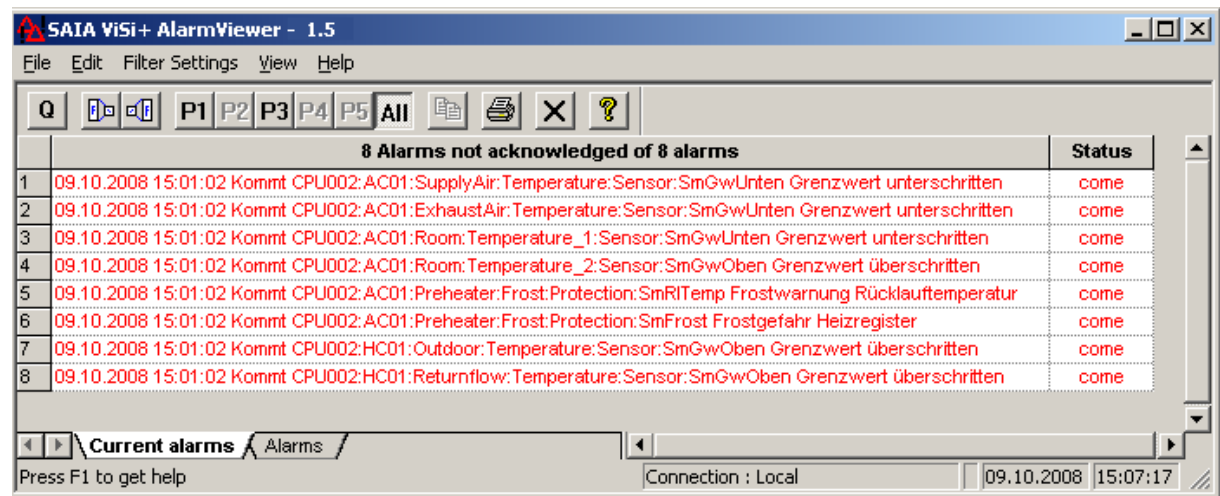 SAIA ViSi+ AlarmViewer - 1.5
File Edit Filter Settings View Help
Q P1 P2 P3 P4 P5 All ?
8 Alarms not acknowledged of 8 alarms Status
1 09.10.2008 15:01:02 Kommt CPU002:AC01:SupplyAir:Temperature:Sensor:SmGwUnten Grenzwert unterschritten come
2 09.10.2008 15:01:02 Kommt CPU002:AC01:ExhaustAir:Temperature:Sensor:SmGwUnten Grenzwert unterschritten come
3 09.10.2008 15:01:02 Kommt CPU002:AC01:Room:Temperature_1:Sensor:SmGwUnten Grenzwert unterschritten come
4 09.10.2008 15:01:02 Kommt CPU002:AC01:Room:Temperature_2:Sensor:SmGwOben Grenzwert überschritten come
5 09.10.2008 15:01:02 Kommt CPU002:AC01:Preheater:Frost:Protection:SmRlTemp Frostwarnung Rücklauftemperatur come
6 09.10.2008 15:01:02 Kommt CPU002:AC01:Preheater:Frost:Protection:SmFrost Frostgefahr Heizregister come
7 09.10.2008 15:01:02 Kommt CPU002:HC01:Outdoor:Temperature:Sensor:SmGwOben Grenzwert überschritten come
8 09.10.2008 15:01:02 Kommt CPU002:HC01:Returnflow:Temperature:Sensor:SmGwOben Grenzwert überschritten come
Current alarms Alarms
Press F1 to get help Connection : Local 09.10.2008 15:07:17